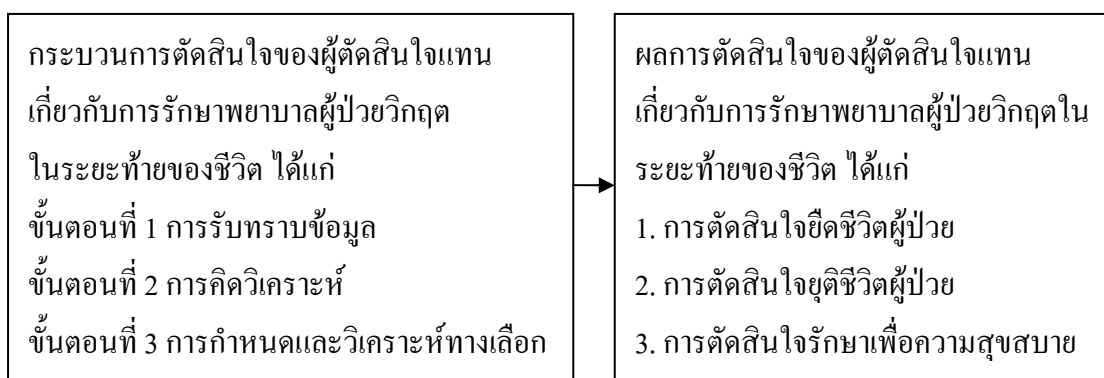 กระบวนการตัดสินใจของผู้ตัดสินใจแทน
เกี่ยวกับการรักษาพยาบาลผู้ป่วยวิกฤต
ในระยะท้ายของชีวิต ได้แก่
ขั้นตอนที่ 1 การรับทราบข้อมูล
ขั้นตอนที่ 2 การคิดวิเคราะห์
ขั้นตอนที่ 3 การกำหนดและวิเคราะห์ทางเลือก
ผลการตัดสินใจของผู้ตัดสินใจแทน
เกี่ยวกับการรักษาพยาบาลผู้ป่วยวิกฤตใน
ระยะท้ายของชีวิต ได้แก่
1. การตัดสินใจยืดชีวิตผู้ป่วย
2. การตัดสินใจยุติชีวิตผู้ป่วย
3. การตัดสินใจรักษาเพื่อความสุขสบาย